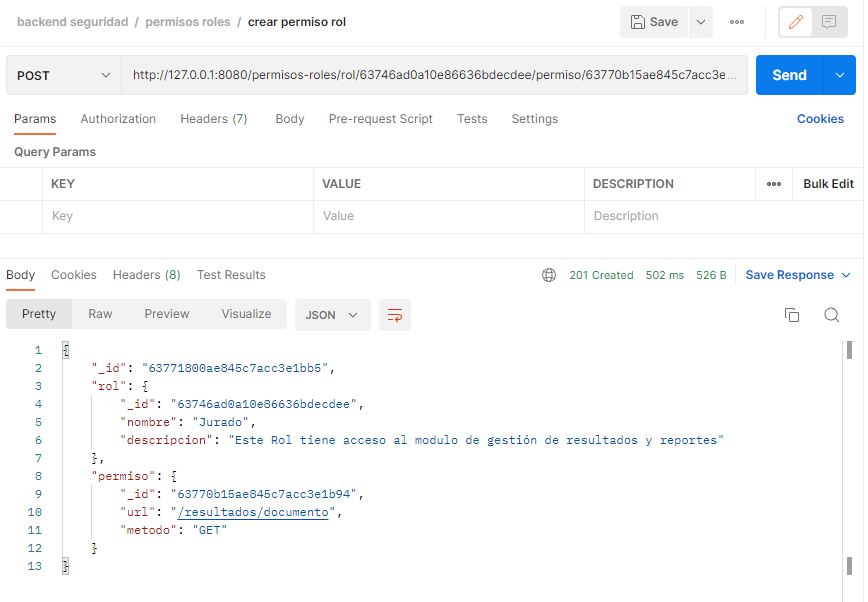 backend seguridad / permisos roles / crear permiso rol
Save
POST
http://127.0.0.1:8080/permisos-roles/rol/63746ad0a10e86636bdecdee/permiso/63770b15ae845c7acc3e...
Send
Params Authorization Headers (7) Body Pre-request Script Tests Settings Cookies
Query Params
KEY VALUE DESCRIPTION Bulk Edit
Key Value Description
Body Cookies Headers (8) Test Results 201 Created 502 ms 526 B Save Response
Pretty Raw Preview Visualize JSON
1 {
2 "_id": "63771800ae845c7acc3e1bb5",
3 "rol": {
4 "_id": "63746ad0a10e86636bdecdee",
5 "nombre": "Jurado",
6 "descripcion": "Este Rol tiene acceso al modulo de gestión de resultados y reportes"
7 },
8 "permiso": {
9 "_id": "63770b15ae845c7acc3e1b94",
10 "url": "/resultados/documento",
11 "metodo": "GET"
12 }
13 }